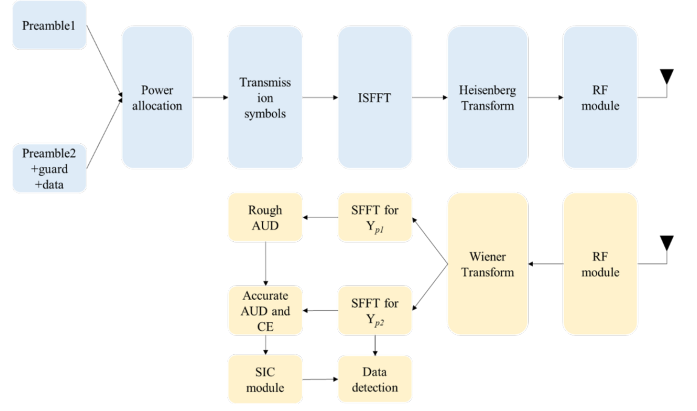 Preamble1
Power
allocation
Transmiss
ion
symbols
ISFFT
Heisenberg
Transform
RF
module
Preamble2
+guard
+data
Rough
AUD
SFFT for
Yp1
Wiener
Transform
RF
module
Accurate
AUD and
CE
SFFT for
Yp2
SIC
module
Data
detection